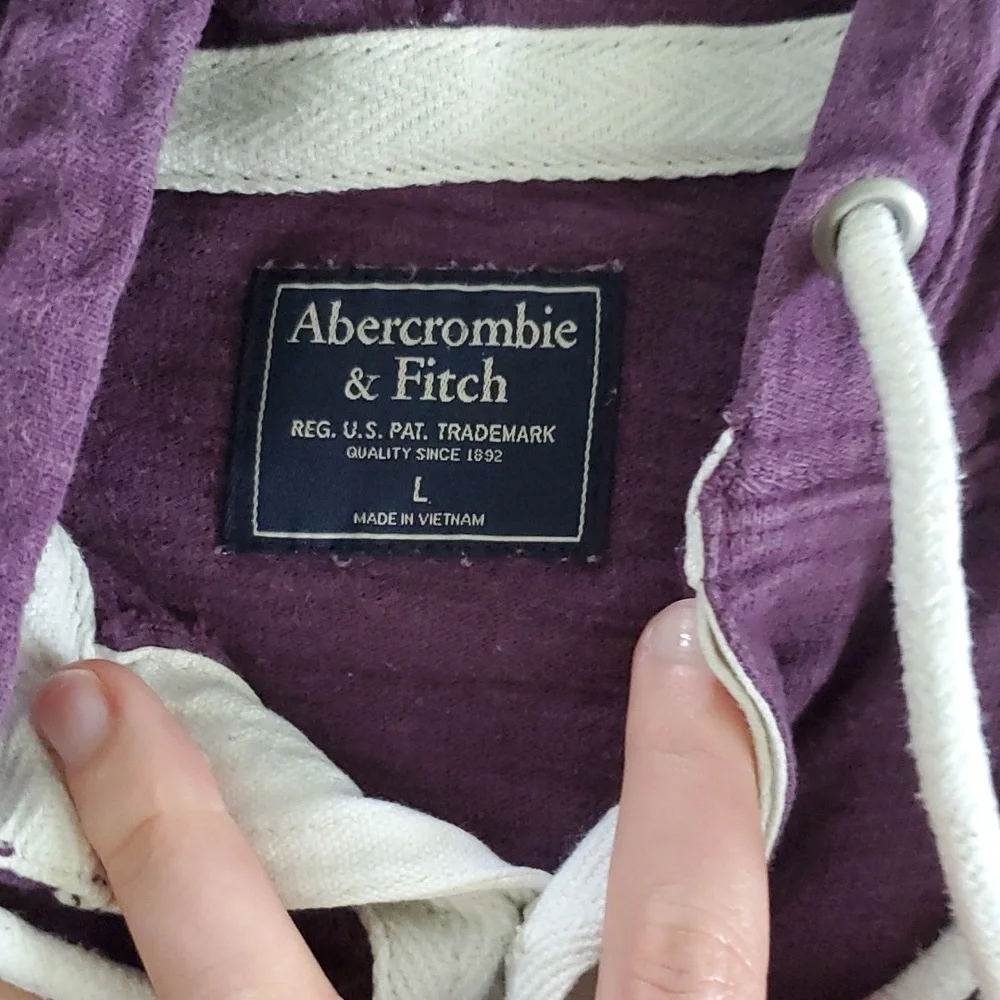 Abercrombie
& Fitch
REG. U.S. PAT. TRADEMARK
QUALITY SINCE 1892
L
MADE IN VIETNAM